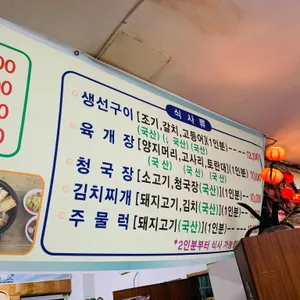 식사류
생선구이 [조기,갈치,고등어](1인분)
(국산) (국산) (국산)
육개장 [양지머리,고사리,토란대](1인분)
(국산) (국산) (국산)
청국장 [소고기,청국장(국산)](1인분)
김치찌개 [돼지고기,김치(국산)](1인분)
주물럭 [돼지고기(국산)](1인분)
*2인분부터 식사 가능